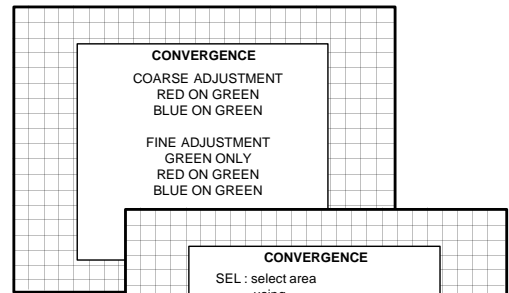 CONVERGENCE
COARSE ADJUSTMENT
RED ON GREEN
BLUE ON GREEN
FINE ADJUSTMENT
GREEN ONLY
RED ON GREEN
BLUE ON GREEN
CONVERGENCE
SEL : select area
using